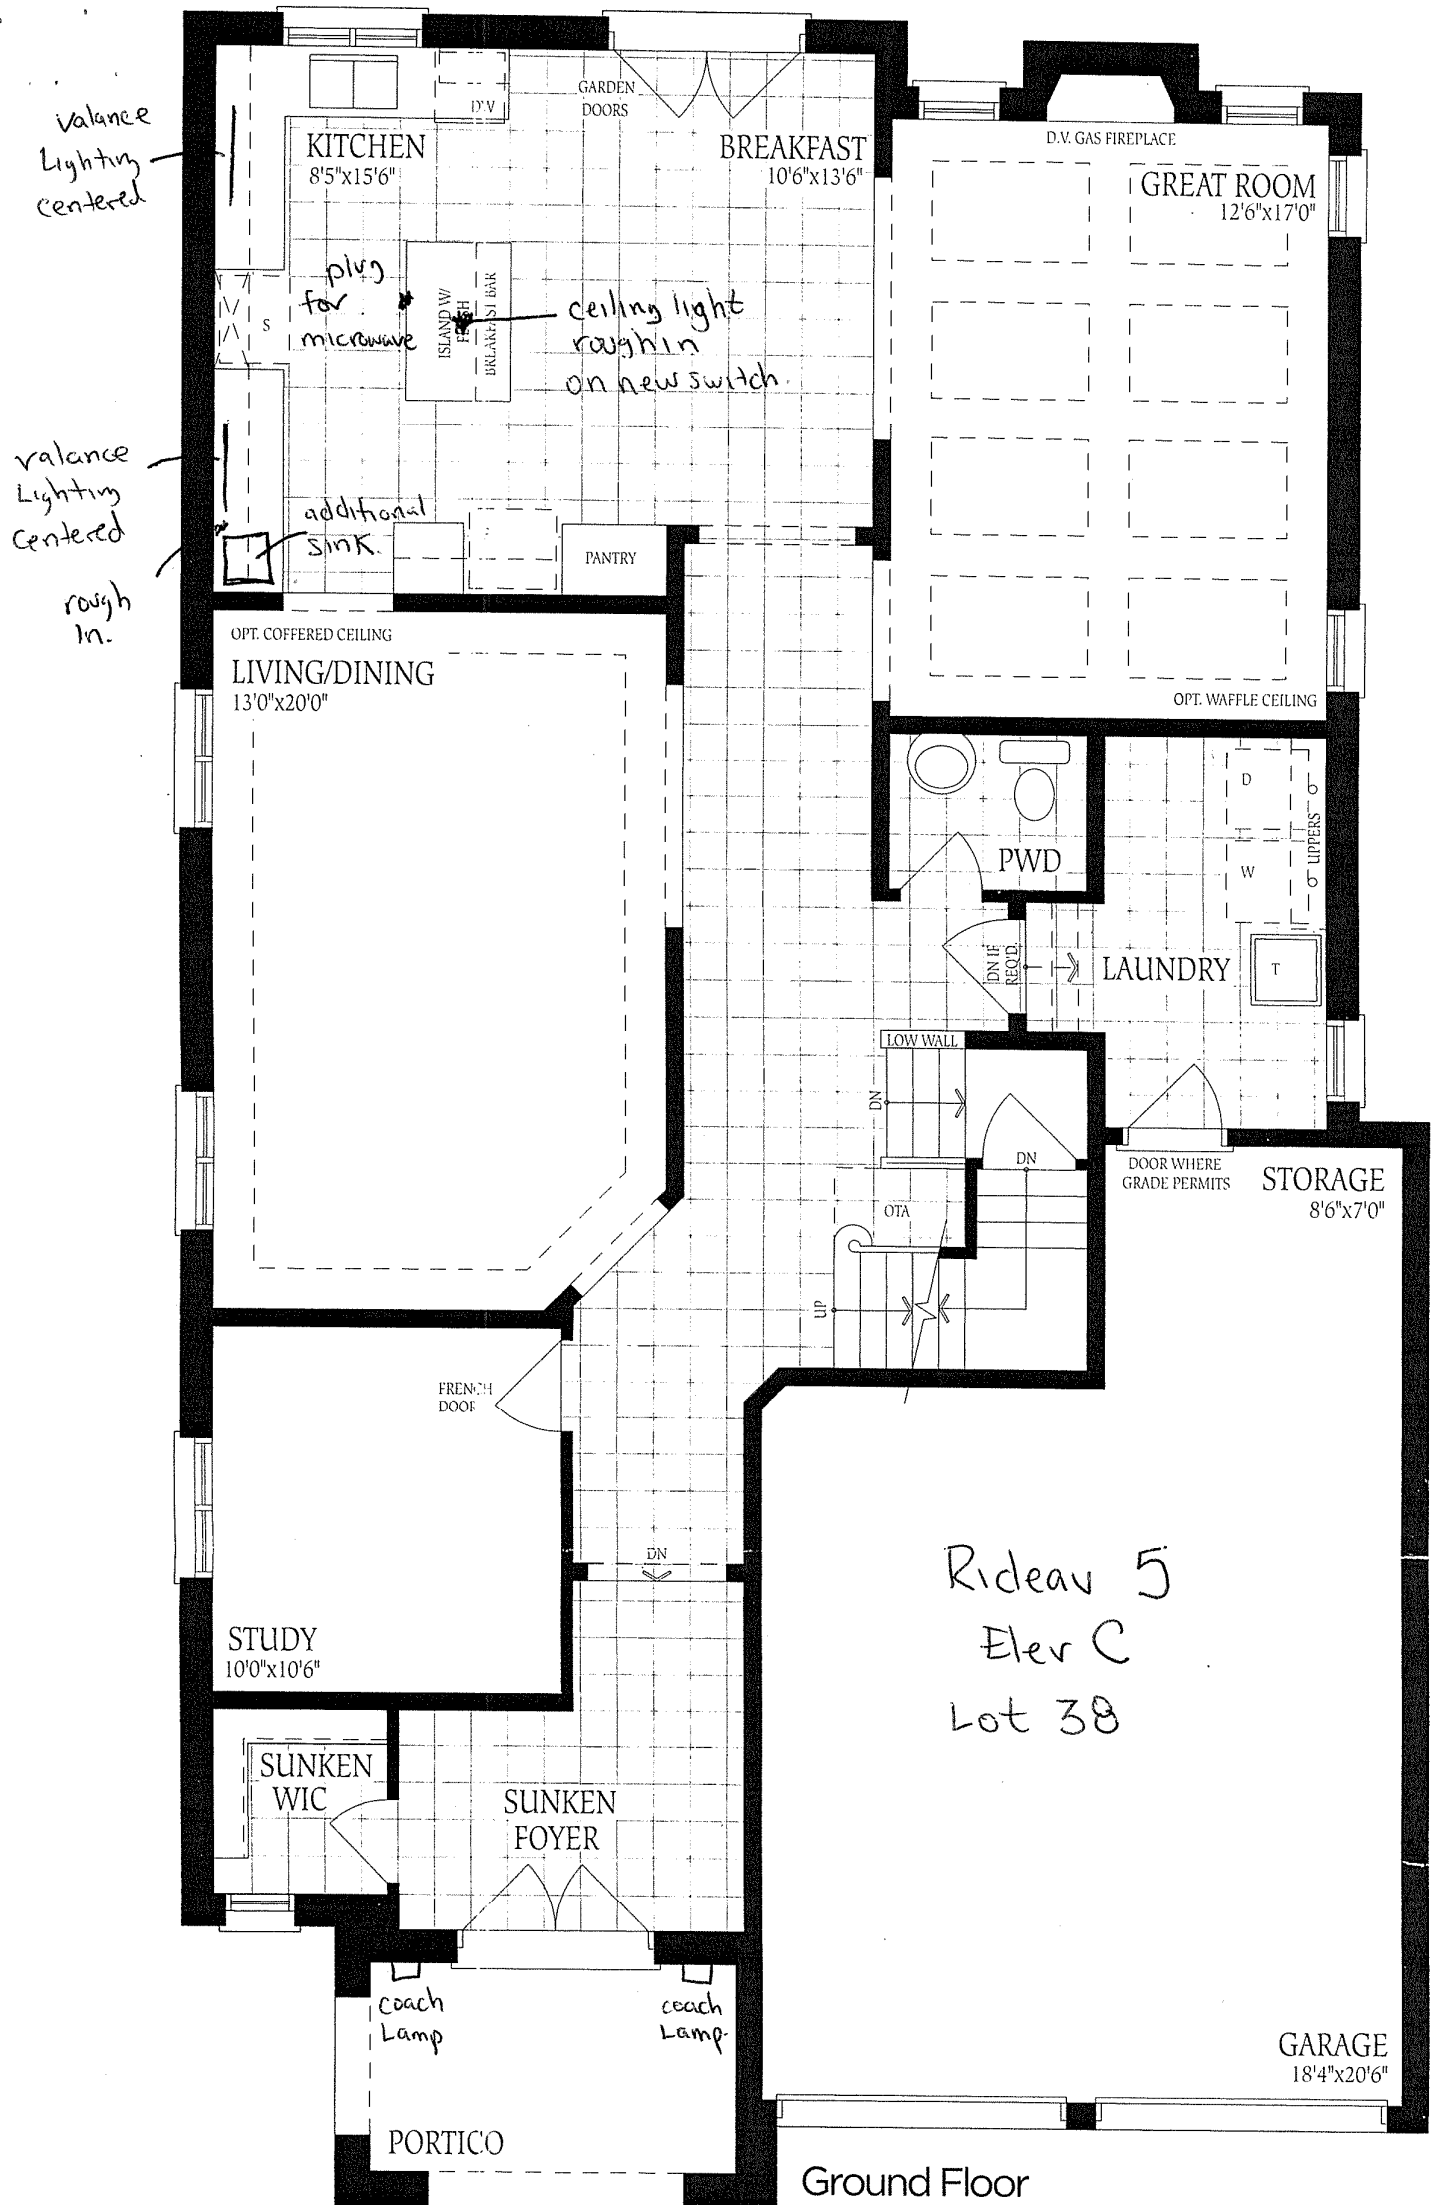 valance
Lighting
centered
D.W
GARDEN
DOORS
KITCHEN
8'5"x15'6"
BREAKFAST
10'6"x13'6"
D.V. GAS FIREPLACE
GREAT ROOM
12'6"x17'0"
plug
for
microwave
S
ISLAND W/
BREAKFAST BAR
ceiling light
roughin
on new switch.
valance
Lighting
Centered
rough
In.
additional
sink.
PANTRY
OPT. COFFERED CEILING
LIVING/DINING
13'0"x20'0"
OPT. WAFFLE CEILING
PWD
D
W
UPPERS
DN IF
REQ'D.
LAUNDRY
T
LOW WALL
DN
DN
OTA
UP
DOOR WHERE
GRADE PERMITS
STORAGE
8'6"x7'0"
FRENCH
DOOR
DN
STUDY
10'0"x10'6"
Rideau 5
Elev C
Lot 38
SUNKEN
WIC
SUNKEN
FOYER
coach
Lamp
coach
Lamp
GARAGE
18'4"x20'6"
PORTICO
Ground Floor